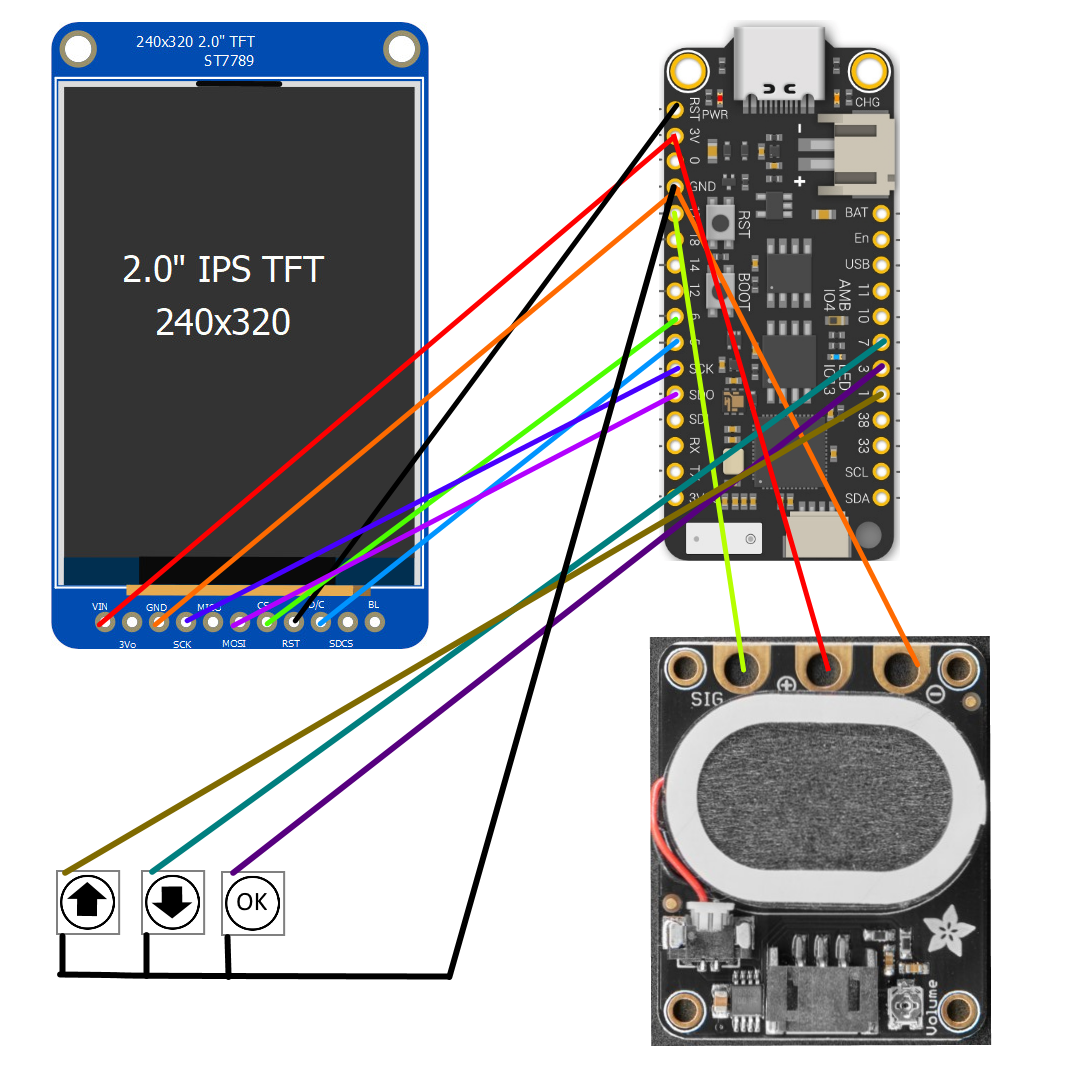 240x320 2.0" TFT
ST7789
2.0" IPS TFT
240x320
VIN
GND
MISO
CS
D/C
BL
3Vo
SCK
MOSI
RST
SDCS
OK
PWR
CHG
RST
3V
0
GND
18
14
12
6
5
SCK
SDO
SDI
RX
TX
3V
RST
BOOT
-
+
BAT
En
USB
11
10
7
3
1
38
33
SCL
SDA
AMB
IO4
LED
IO13
SIG
+
-
Volume